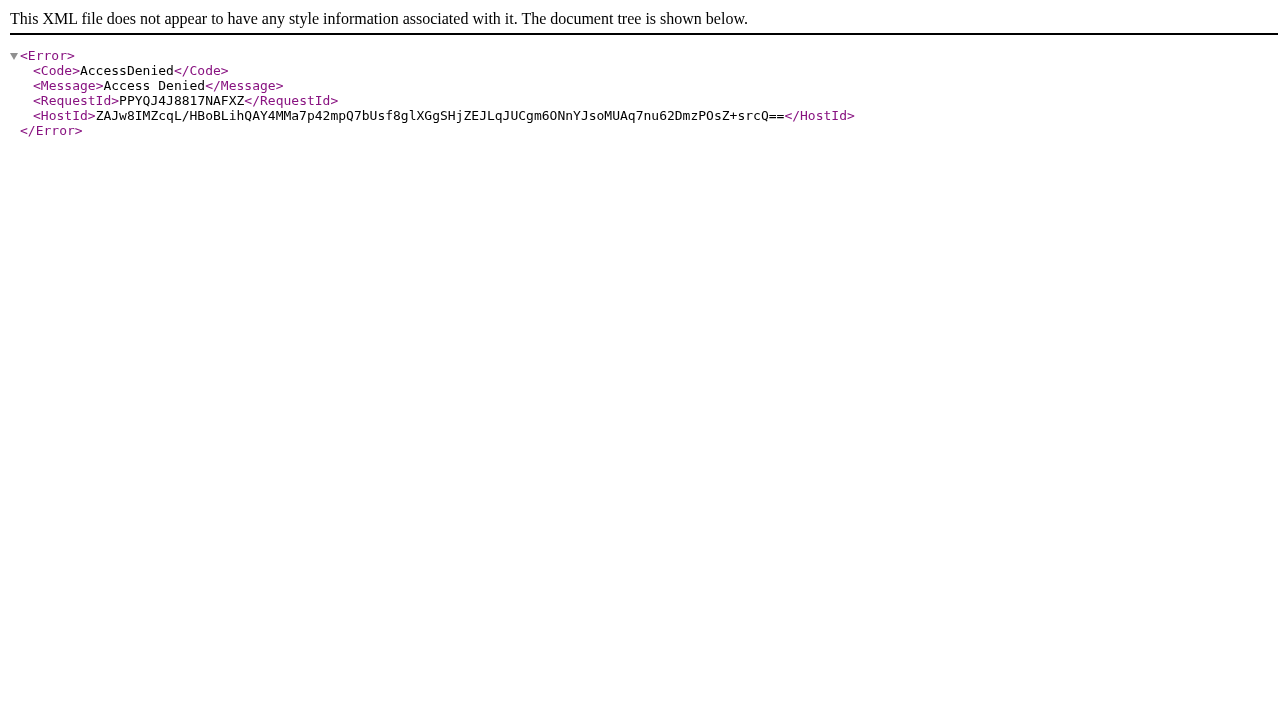 This XML file does not appear to have any style information associated with it. The document tree is shown below.
<Error>
<Code>AccessDenied</Code>
<Message>Access Denied</Message>
<RequestId>PPYQJ4J8817NAFXZ</RequestId>
<HostId>ZAJw8IMZcqL/HBoBLihQAY4MMa7p42mpQ7bUsf8glXGgSHjZEJLqJUCgm6ONnYJsoMUAq7nu62DmzPOsZ+srcQ==</HostId>
</Error>